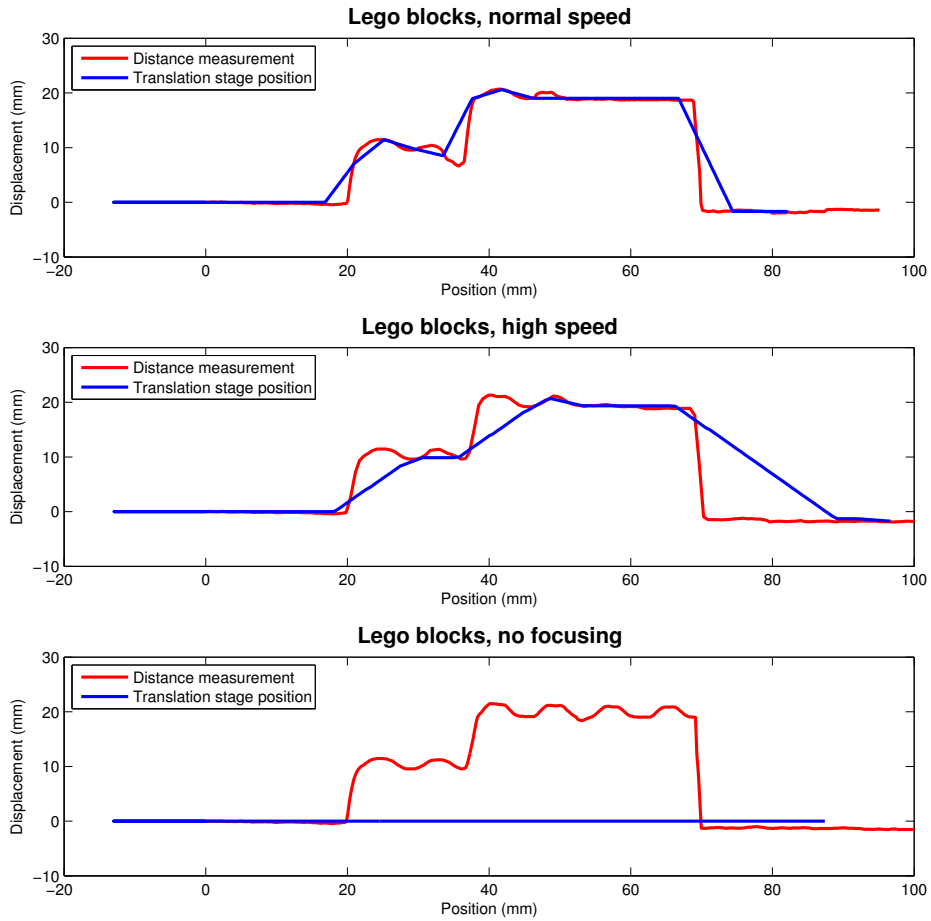 Lego blocks, normal speed
30
20
10
0
−10
Displacement (mm)
Distance measurement
Translation stage position
−20 0 20 40 60 80 100
Position (mm)
Lego blocks, high speed
30
20
10
0
−10
Displacement (mm)
Distance measurement
Translation stage position
−20 0 20 40 60 80 100
Position (mm)
Lego blocks, no focusing
30
20
10
0
−10
Displacement (mm)
Distance measurement
Translation stage position
−20 0 20 40 60 80 100
Position (mm)